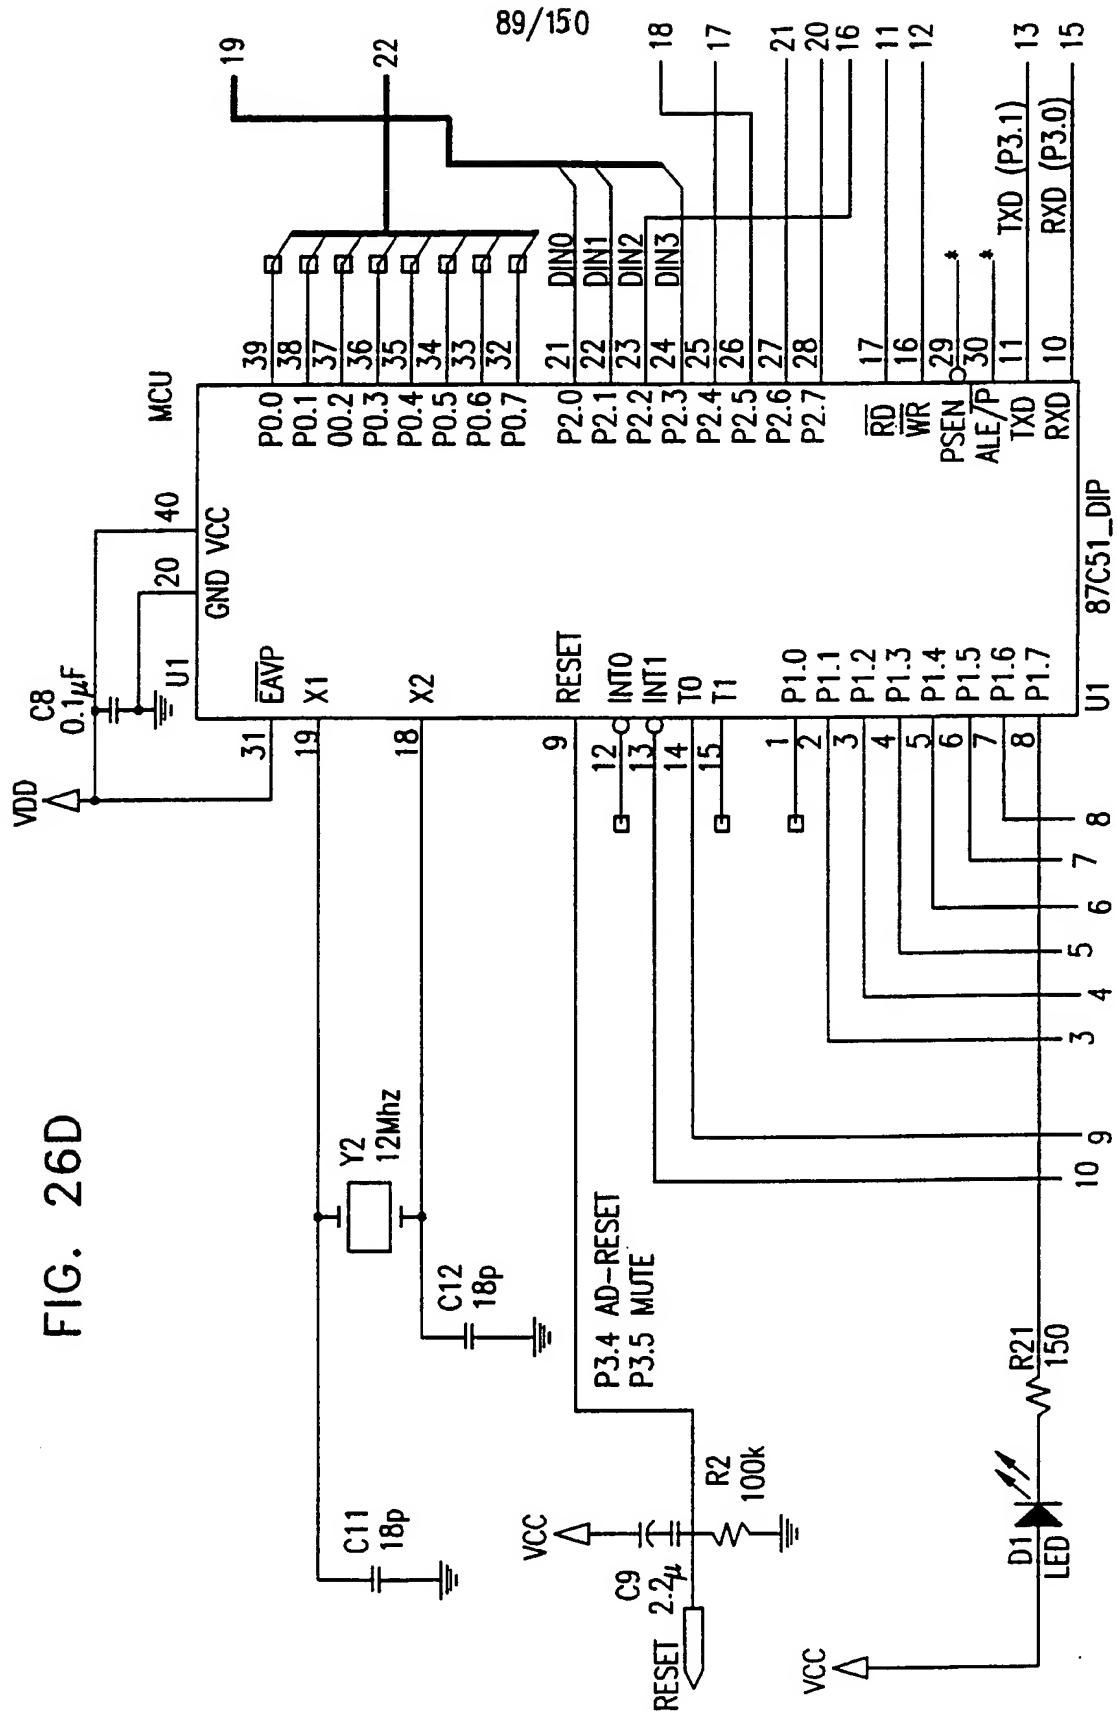 89/150
FIG. 26D
VDD
C8
0.1µF
U1
MCU
20
40
GND VCC
31
EAVP
19
X1
18
X2
9
RESET
12
INT0
13
INT1
14
T0
15
T1
1
P1.0
2
P1.1
3
P1.2
4
P1.3
5
P1.4
6
P1.5
7
P1.6
8
P1.7
P0.0
39
P0.1
38
00.2
37
P0.3
36
P0.4
35
P0.5
34
P0.6
33
P0.7
32
P2.0
21
DIN0
P2.1
22
DIN1
P2.2
23
DIN2
P2.3
24
DIN3
P2.4
25
P2.5
26
P2.6
27
P2.7
28
RD
17
WR
16
PSEN
29
*
ALE/P
30
*
TXD
11
TXD (P3.1)
RXD
10
RXD (P3.0)
19
22
18
17
21
20
16
11
12
13
15
U1
87C51_DIP
Y2
12Mhz
C11
18p
C12
18p
P3.4 AD-RESET
P3.5 MUTE
VCC
C9
2.2µ
R2
100k
RESET
VCC
D1
LED
R21
150
10
9
3
4
5
6
7
8